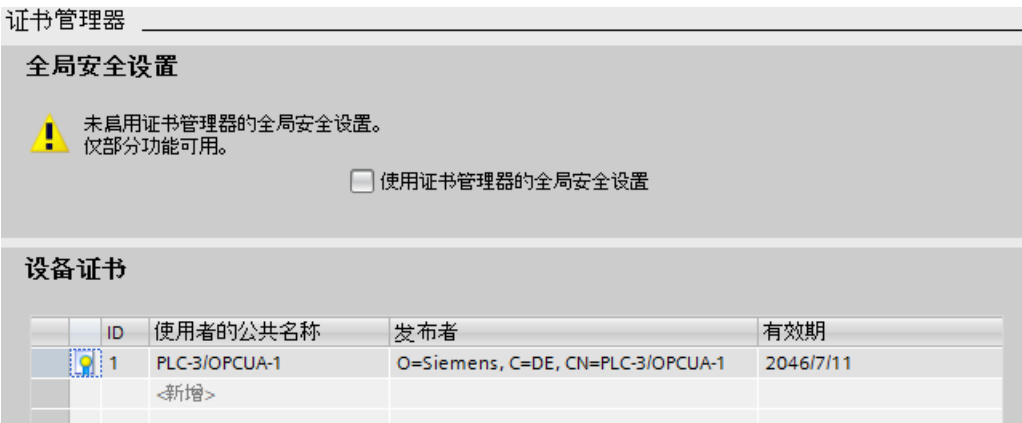 证书管理器
全局安全设置
未启用证书管理器的全局安全设置。
仅部分功能可用。
使用证书管理器的全局安全设置
设备证书
ID 使用者的公共名称 发布者 有效期
1 PLC-3/OPCUA-1 O=Siemens, C=DE, CN=PLC-3/OPCUA-1 2046/7/11
<新增>